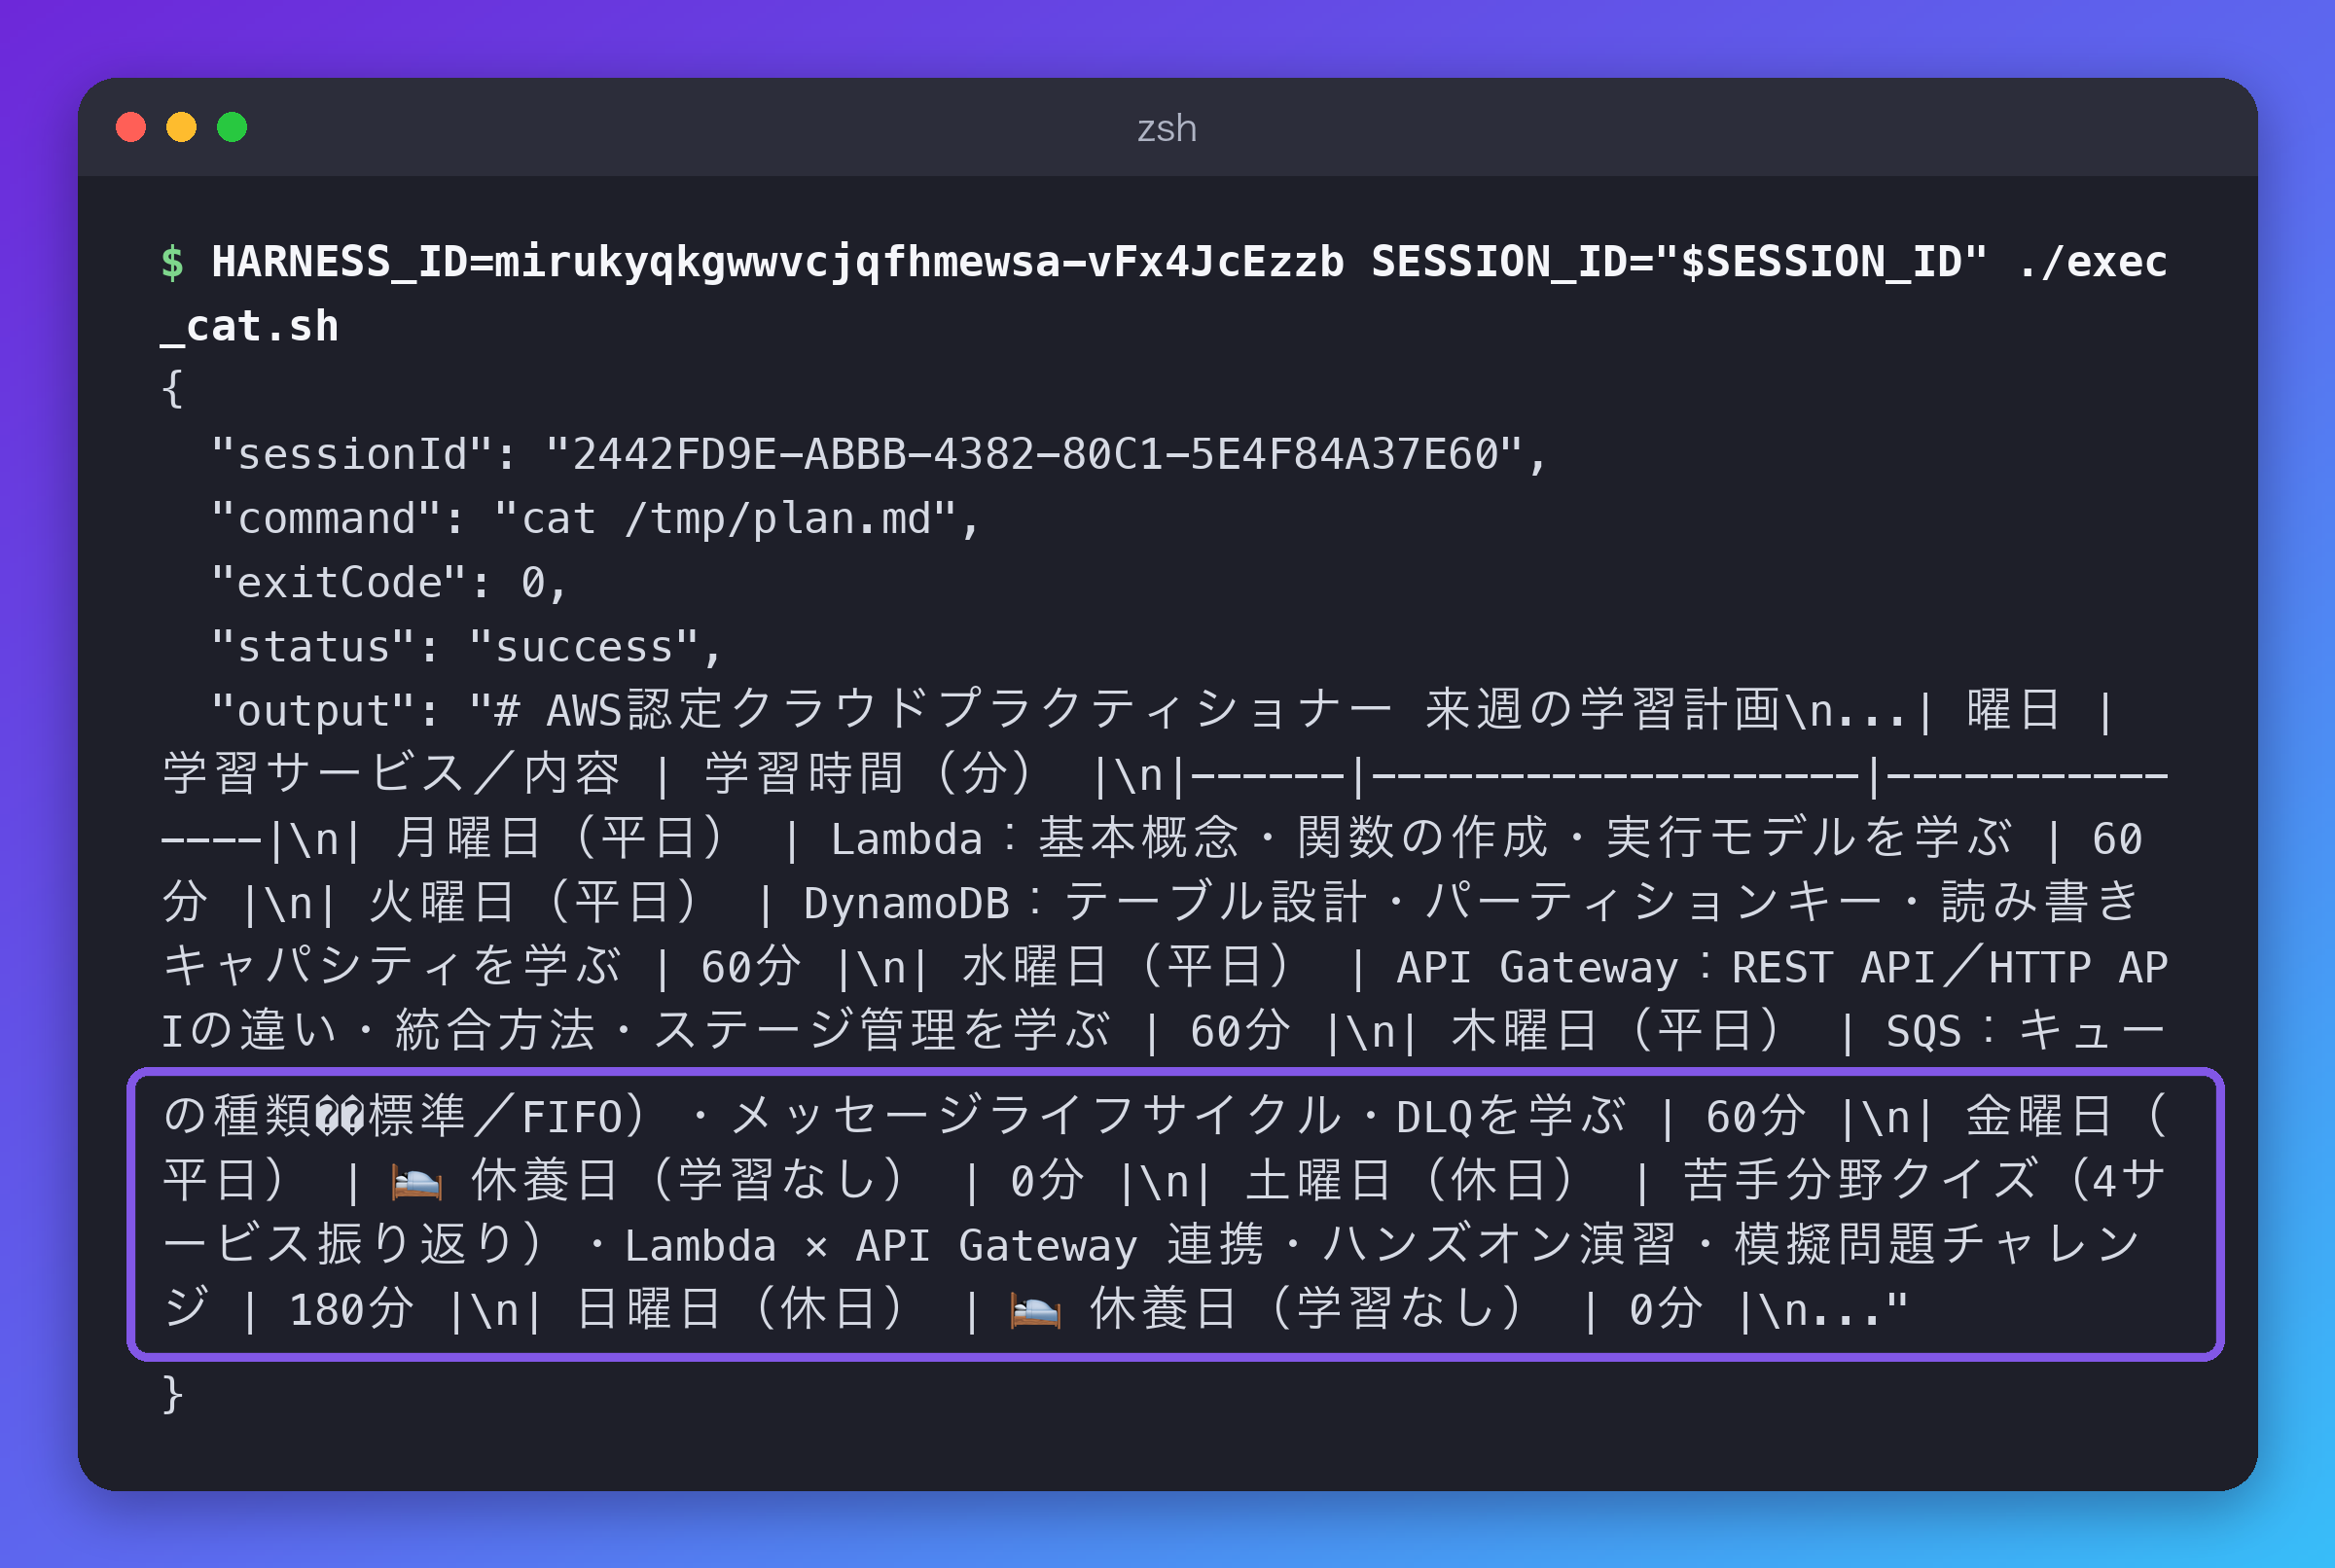 zsh
$ HARNESS_ID=mirukyqkgwwvcjqfhmewsa-vFx4JcEzzb SESSION_ID="$SESSION_ID" ./exec
_cat.sh
{
  "sessionId": "2442FD9E-ABBB-4382-80C1-5E4F84A37E60",
  "command": "cat /tmp/plan.md",
  "exitCode": 0,
  "status": "success",
  "output": "# AWS認定クラウドプラクティショナー 来週の学習計画\n...| 曜日 |
学習サービス／内容 | 学習時間（分） |\n|------|-------------------|-----------
----|\n| 月曜日（平日） | Lambda：基本概念・関数の作成・実行モデルを学ぶ | 60
分 |\n| 火曜日（平日） | DynamoDB：テーブル設計・パーティションキー・読み書き
キャパシティを学ぶ | 60分 |\n| 水曜日（平日） | API Gateway：REST API／HTTP AP
Iの違い・統合方法・ステージ管理を学ぶ | 60分 |\n| 木曜日（平日） | SQS：キュー
の種類��標準／FIFO）・メッセージライフサイクル・DLQを学ぶ | 60分 |\n| 金曜日（
平日） | 🛌 休養日（学習なし） | 0分 |\n| 土曜日（休日） | 苦手分野クイズ（4サ
ービス振り返り）・Lambda × API Gateway 連携・ハンズオン演習・模擬問題チャレン
ジ | 180分 |\n| 日曜日（休日） | 🛌 休養日（学習なし） | 0分 |\n..."
}